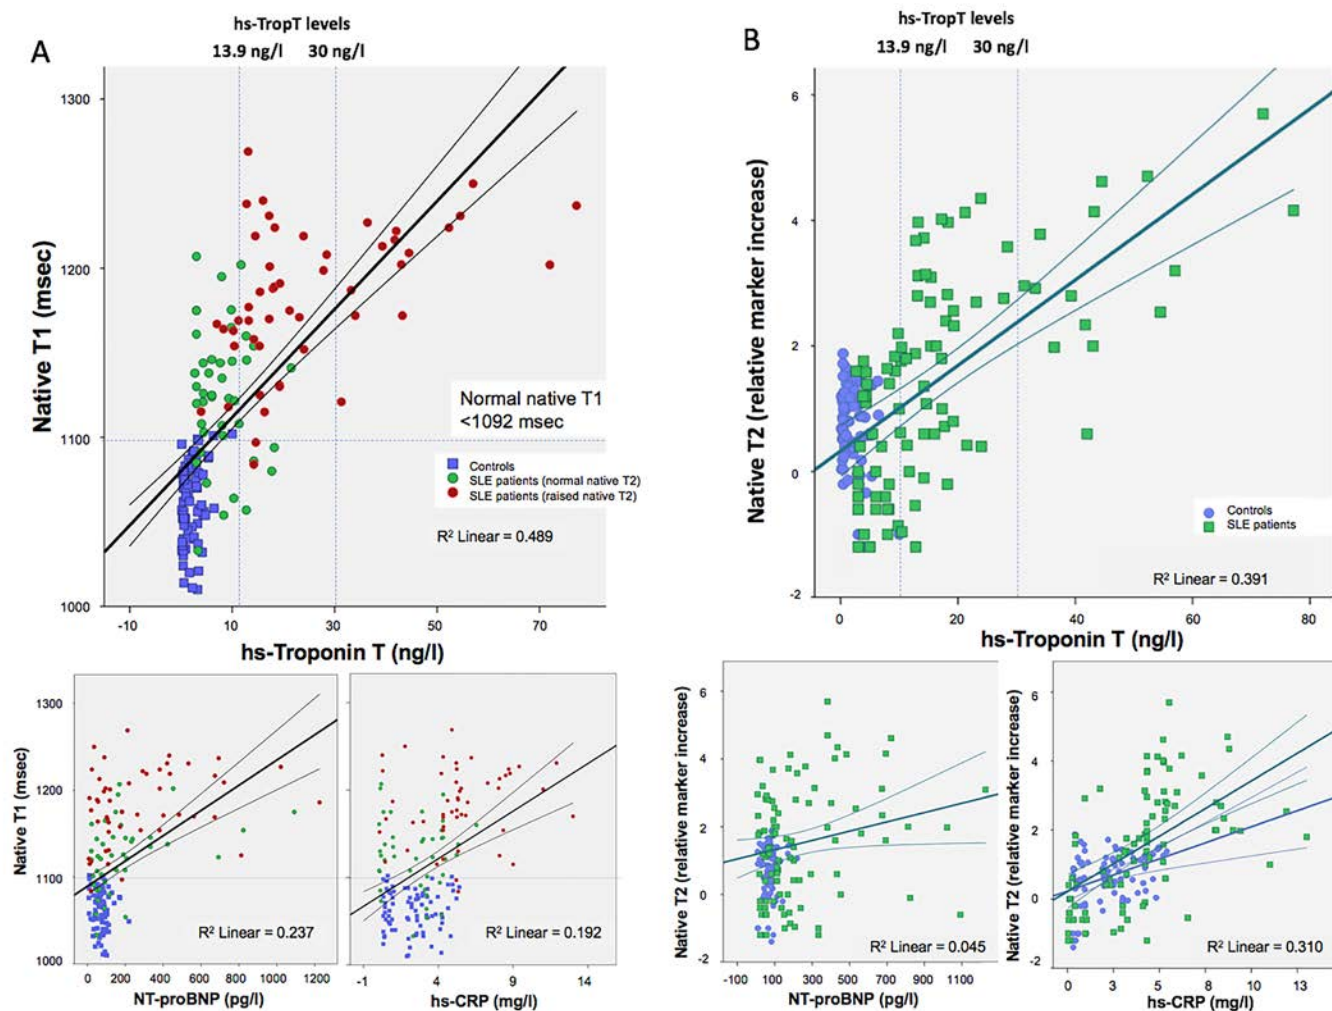 A
hs-TropT levels
13.9 ng/l 30 ng/l
Native T1 (msec)
1300
1200
1100
1000
Normal native T1
<1092 msec
Controls
SLE patients (normal native T2)
SLE patients (raised native T2)
R² Linear = 0.489
-10 10 30 50 70
hs-Troponin T (ng/l)
B
hs-TropT levels
13.9 ng/l 30 ng/l
Native T2 (relative marker increase)
6
4
2
0
-2
Controls
SLE patients
R² Linear = 0.391
0 20 40 60 80
hs-Troponin T (ng/l)
Native T1 (msec)
1300
1200
1100
1000
R² Linear = 0.237
0 200 400 600 800 1000 1200
NT-proBNP (pg/l)
R² Linear = 0.192
-1 4 9 14
hs-CRP (mg/l)
Native T2 (relative marker increase)
6
4
2
0
-2
R² Linear = 0.045
-100 100 300 500 700 900 1100
NT-proBNP (pg/l)
Native T2 (relative marker increase)
6
4
2
0
-2
R² Linear = 0.310
0 3 5 8 10 13
hs-CRP (mg/l)